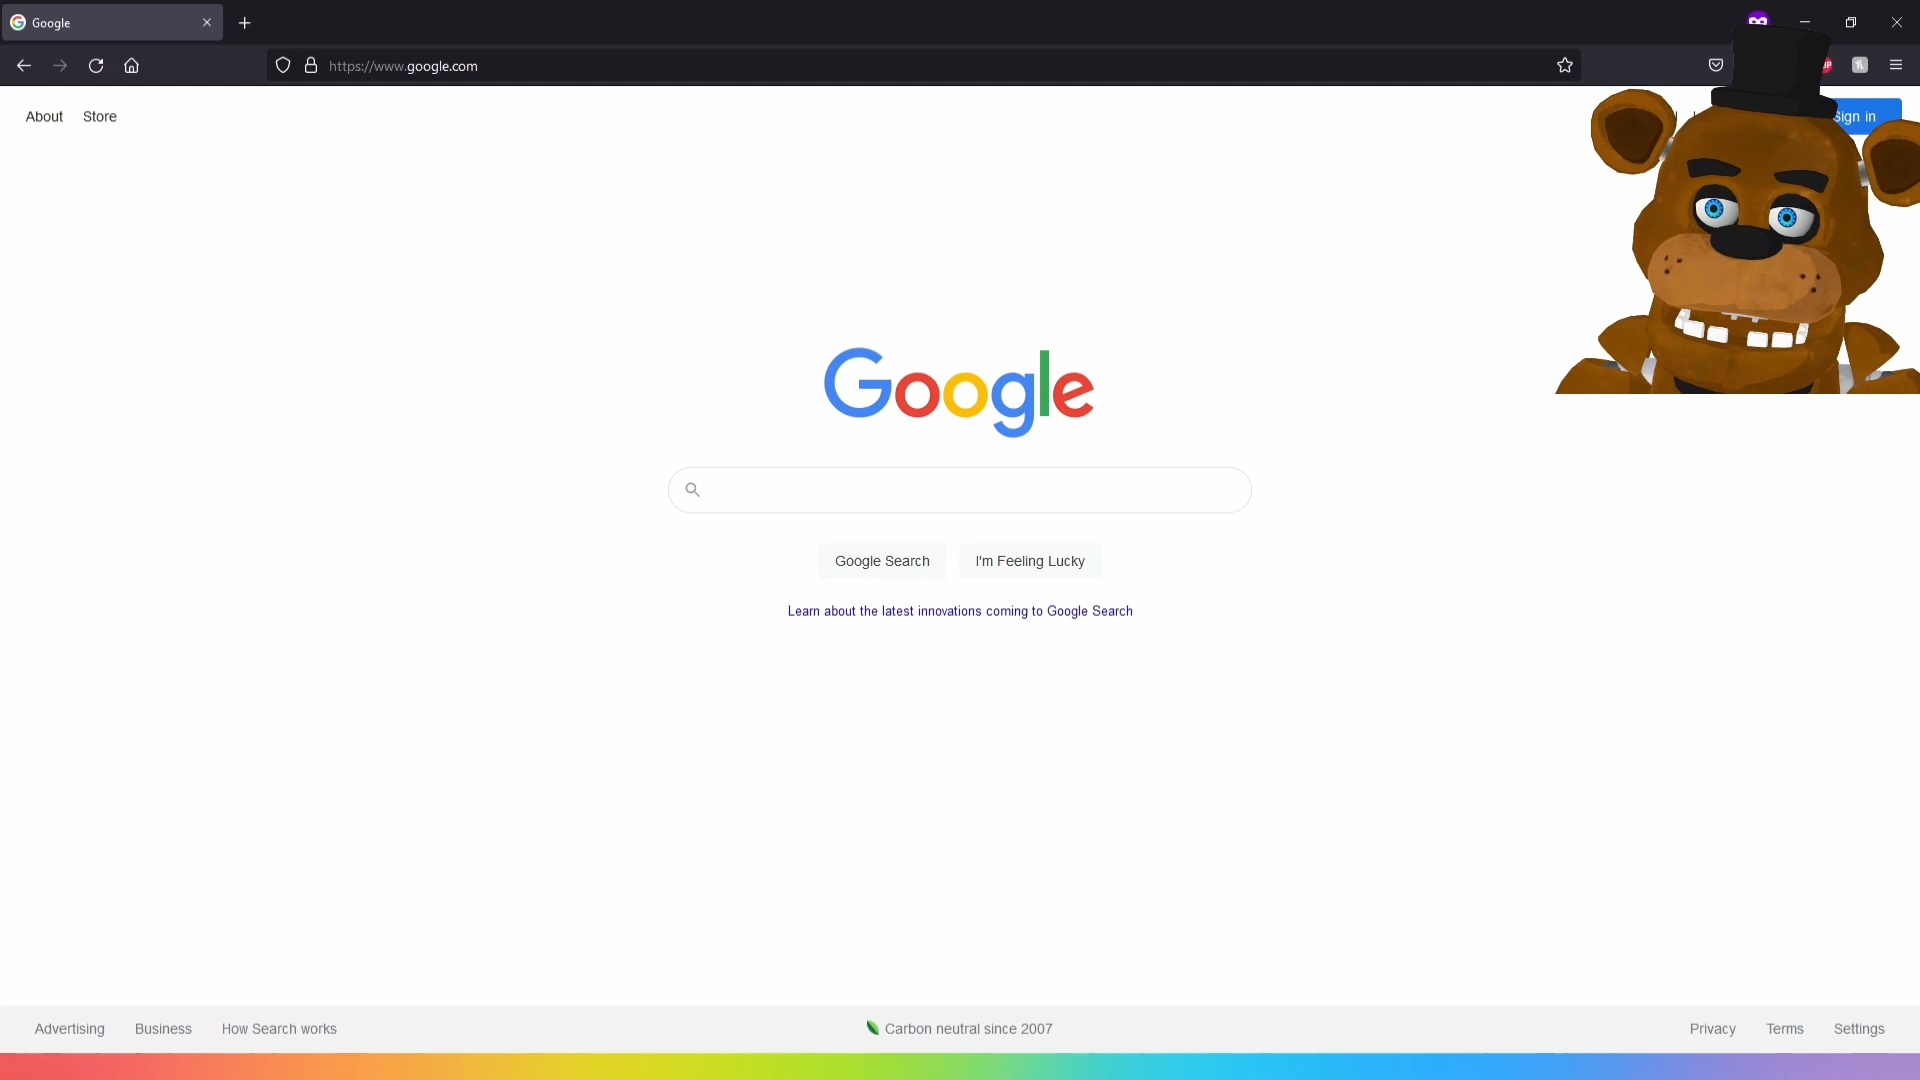 Google
https://www.google.com
About Store
Sign in
Google
Google Search I'm Feeling Lucky
Learn about the latest innovations coming to Google Search
Advertising Business How Search works
Carbon neutral since 2007
Privacy Terms Settings